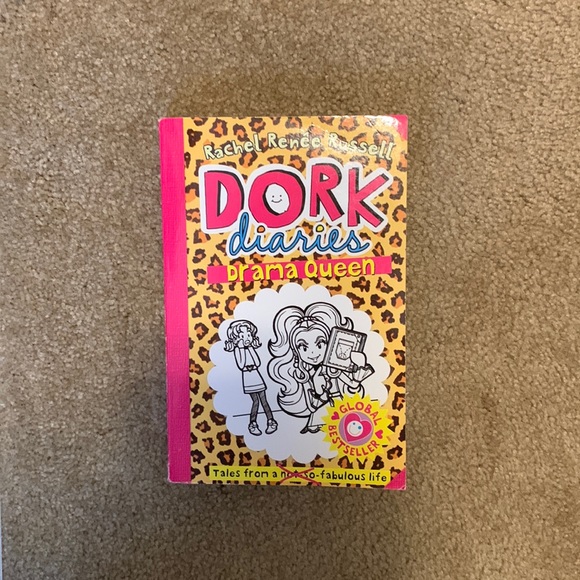 Rachel Renée Russell
DORK
diaries
Drama Queen
GLOBAL
BESTSELLER
Tales from a not-so-fabulous life